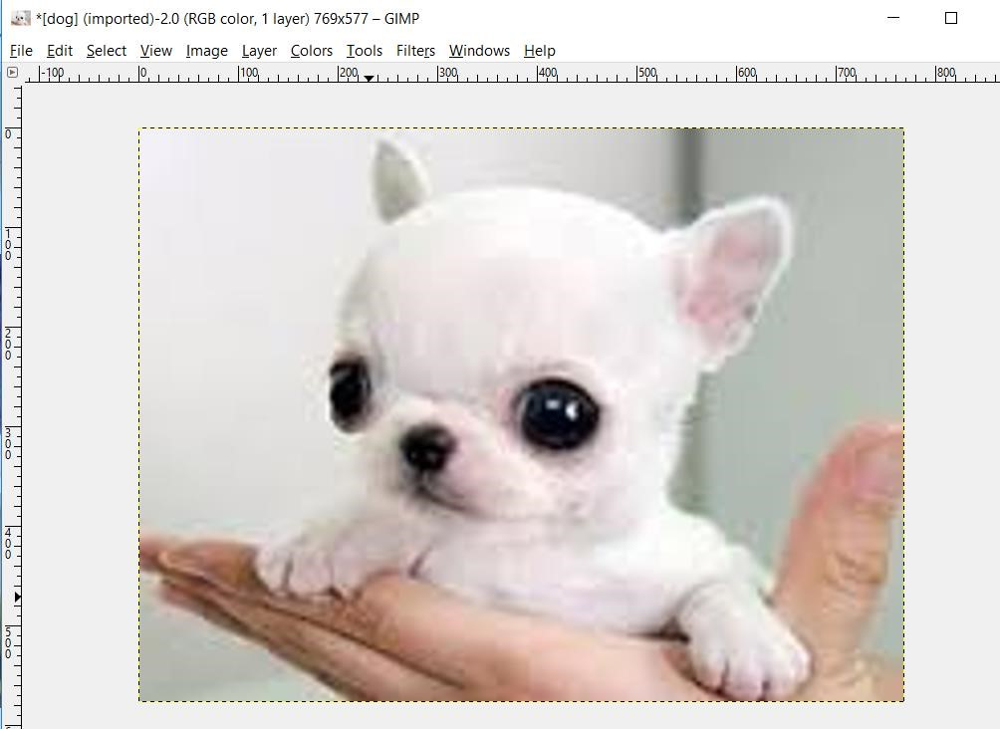 *[dog] (imported)-2.0 (RGB color, 1 layer) 769x577 – GIMP
File Edit Select View Image Layer Colors Tools Filters Windows Help
-100 0 100 200 300 400 500 600 700 800
0
100
200
300
400
500